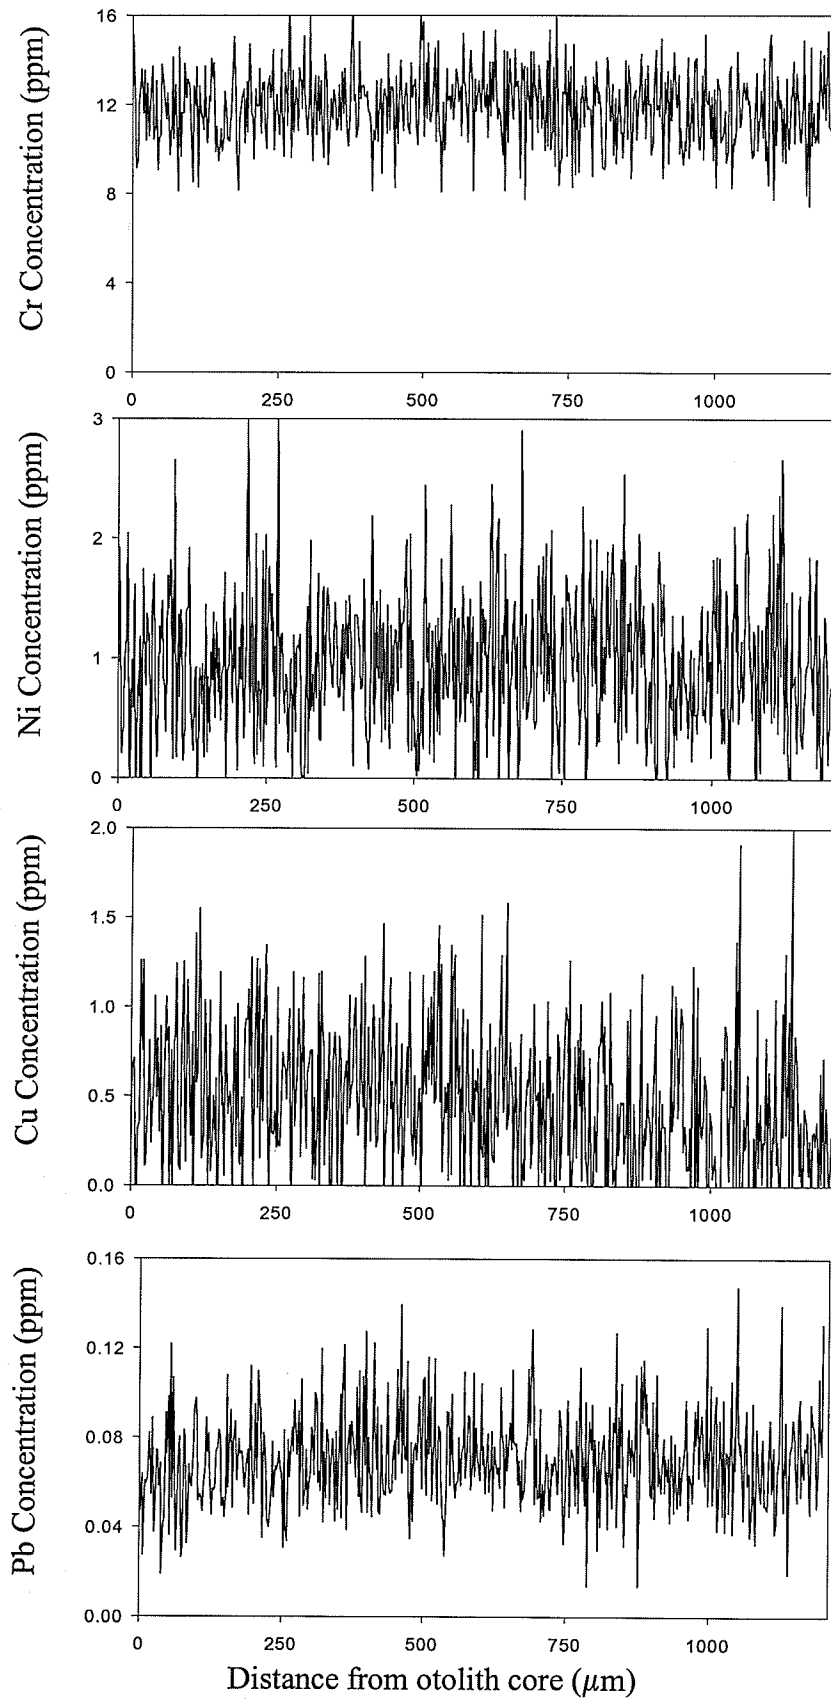 Cr Concentration (ppm)
16
12
8
4
0
0 250 500 750 1000
Ni Concentration (ppm)
3
2
1
0
0 250 500 750 1000
Cu Concentration (ppm)
2.0
1.5
1.0
0.5
0.0
0 250 500 750 1000
Pb Concentration (ppm)
0.16
0.12
0.08
0.04
0.00
0 250 500 750 1000
Distance from otolith core (μm)